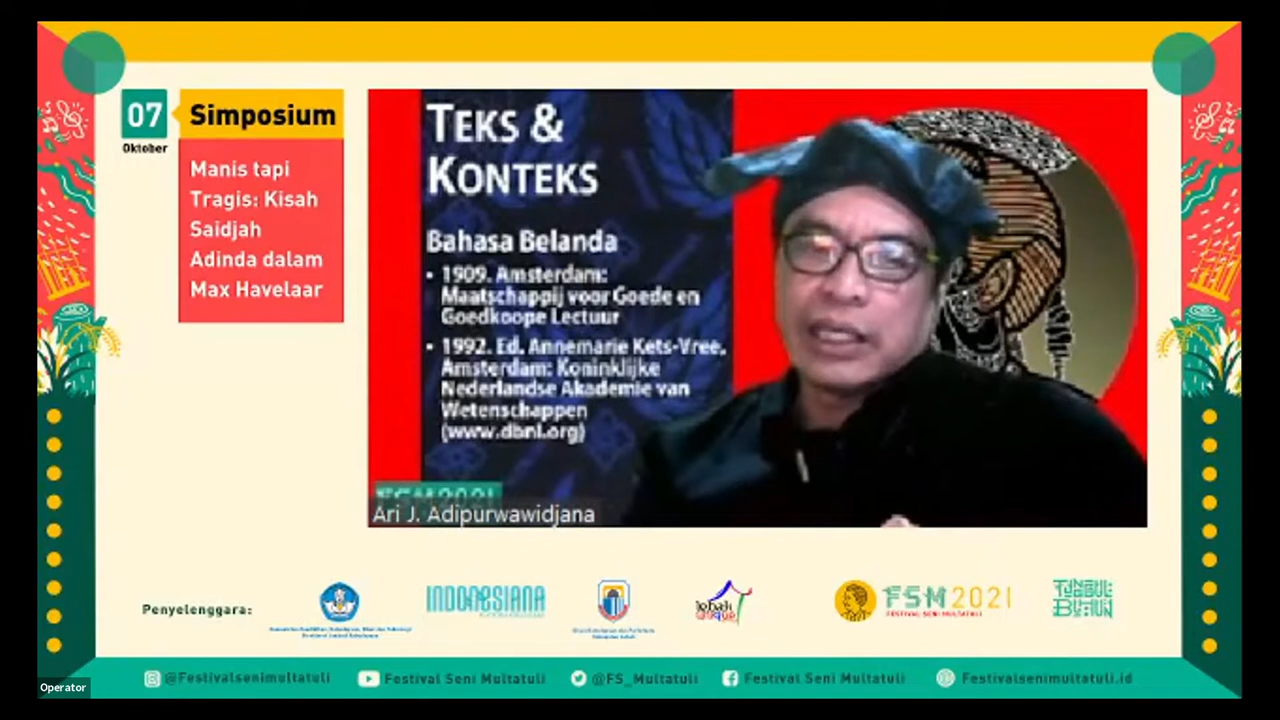 07
Oktober
Simposium
Manis tapi
Tragis: Kisah
Saidjah
Adinda dalam
Max Havelaar
TEKS &
KONTEKS
Bahasa Belanda
• 1909. Amsterdam:
Maatschappij voor Goede en
Goedkoope Lectuur
• 1992. Ed. Annemarie Kets-Vree.
Amsterdam: Koninklijke
Nederlandse Akademie van
Wetenschappen
(www.dbnl.org)
FSM2021
Ari J. Adipurwawidjana
Penyelenggara:
INDONESIANA
lebak
unique
FSM2021
FESTIVAL SENI MULTATULI
@Festivalsenimultatuli
Festival Seni Multatuli
@FS_Multatuli
Festival Seni Multatuli
Festivalsenimultatuli.id
Operator